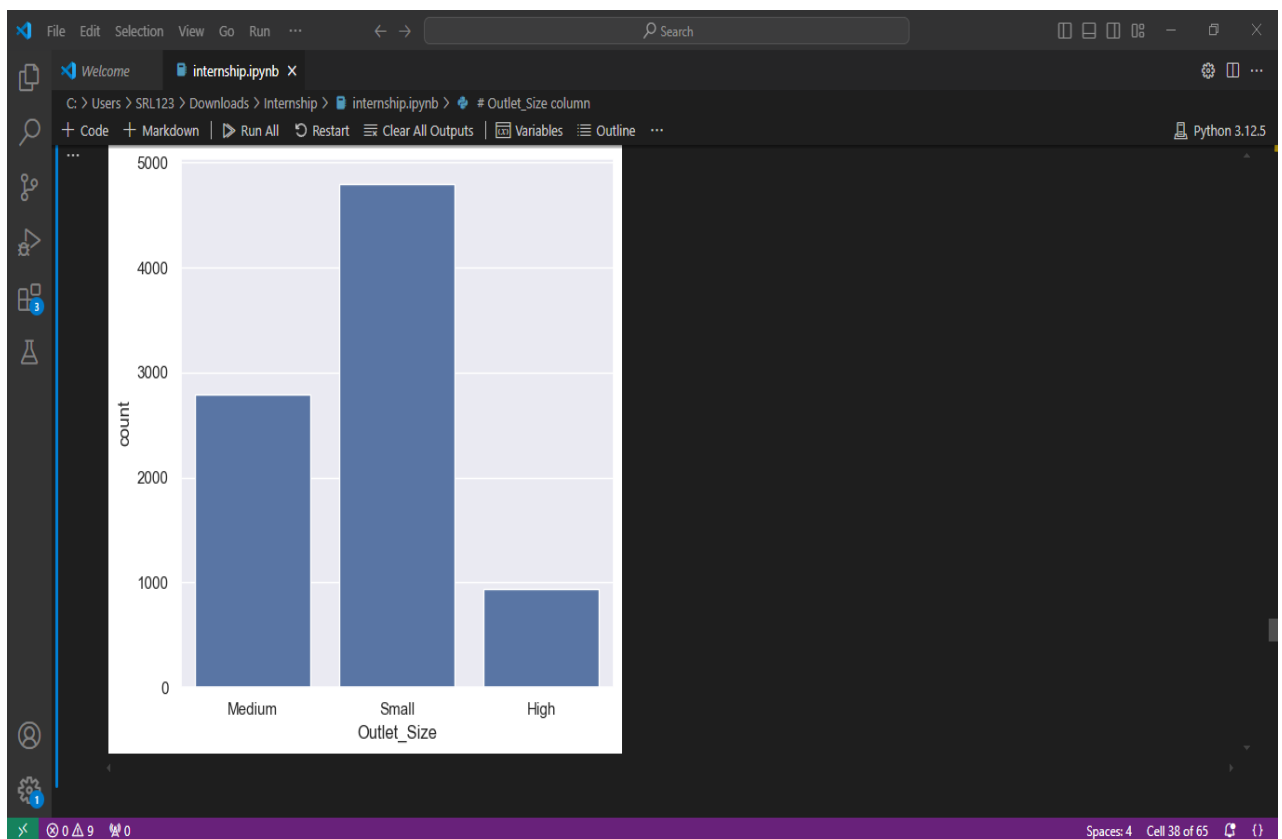 File Edit Selection View Go Run ··· ← → Search
Welcome internship.ipynb ×
C: > Users > SRL123 > Downloads > Internship > internship.ipynb > # Outlet_Size column
+ Code + Markdown | Run All Restart Clear All Outputs | Variables Outline ··· Python 3.12.5
...
5000
4000
3000
2000
1000
0
count
Medium Small High
Outlet_Size
3
1
0 9 0 Spaces: 4 Cell 38 of 65 {}